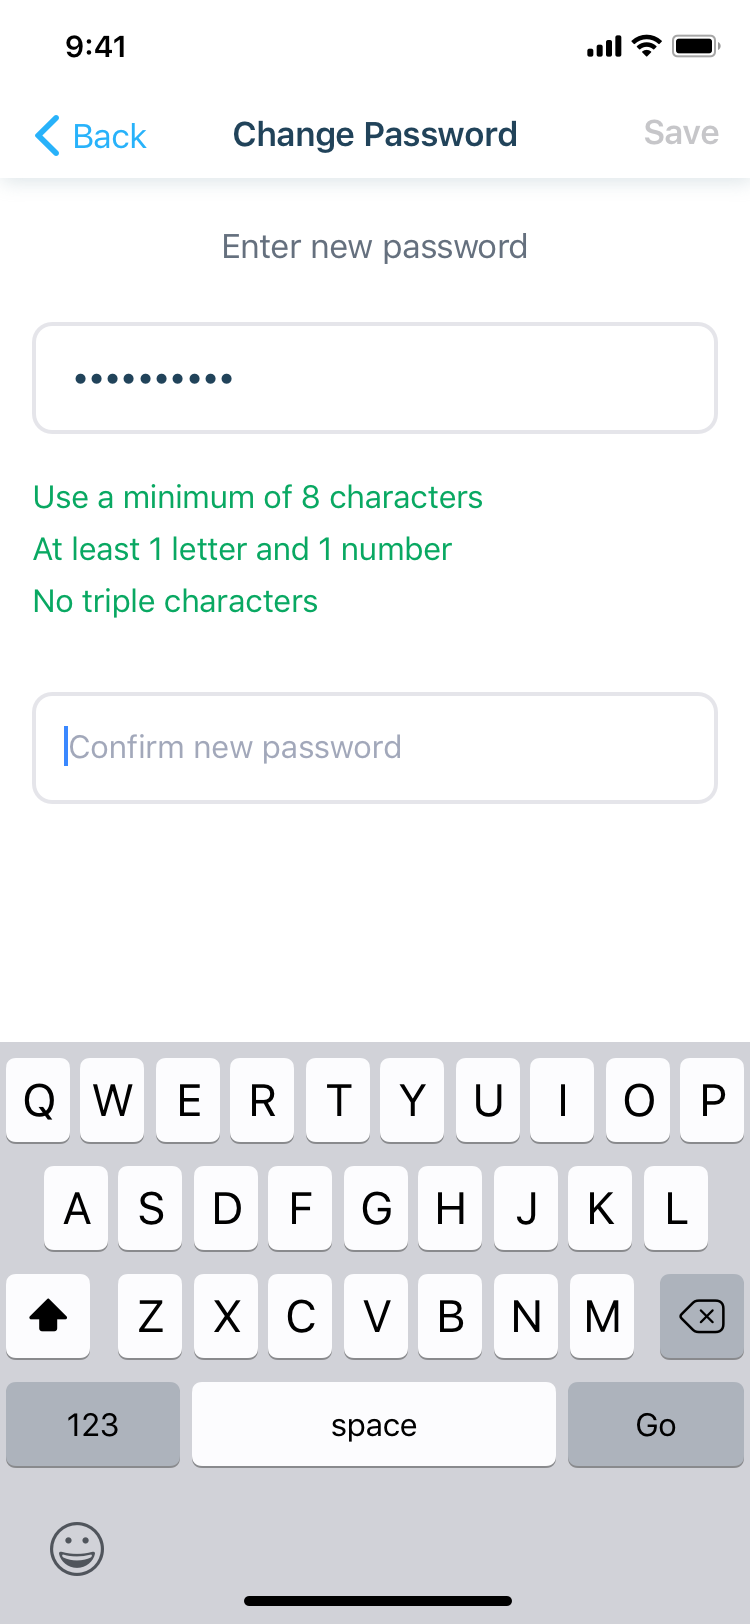 9:41
Back Change Password Save
Enter new password
••••••••••
Use a minimum of 8 characters
At least 1 letter and 1 number
No triple characters
Confirm new password
Q W E R T Y U I O P
A S D F G H J K L
Z X C V B N M
123 space Go